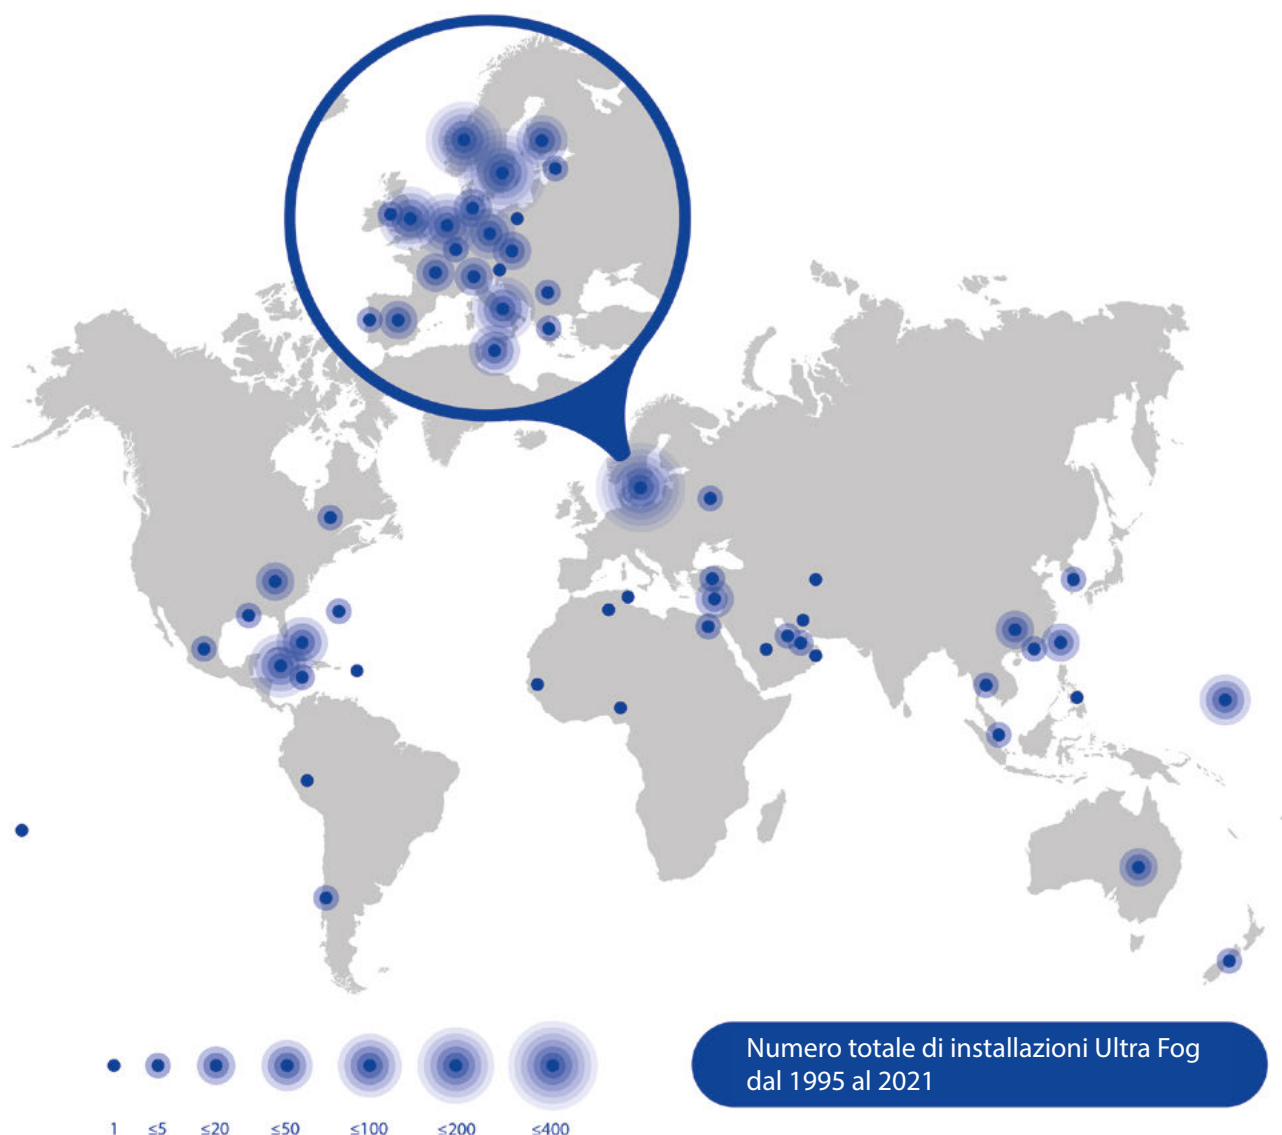 Numero totale di installazioni Ultra Fog
dal 1995 al 2021
1 ≤5 ≤20 ≤50 ≤100 ≤200 ≤400